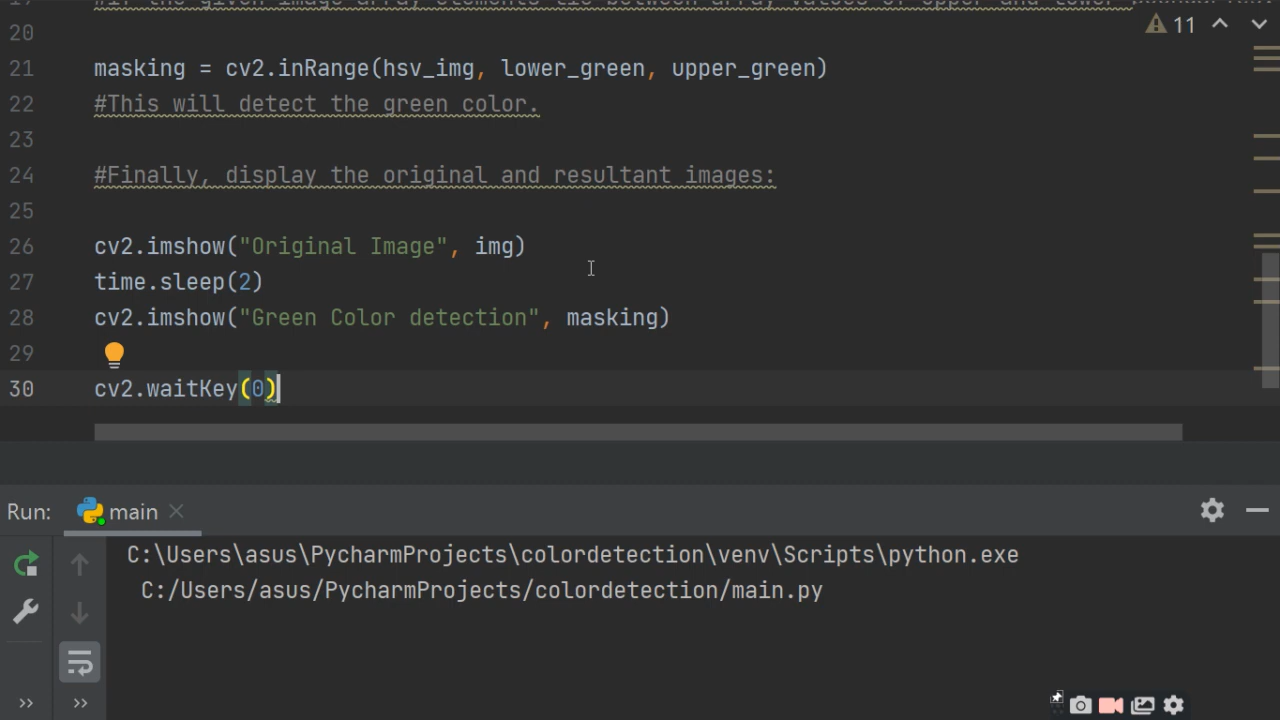 20
11
21 masking = cv2.inRange(hsv_img, lower_green, upper_green)
22 #This will detect the green color.
23
24 #Finally, display the original and resultant images:
25
26 cv2.imshow("Original Image", img)
27 time.sleep(2)
28 cv2.imshow("Green Color detection", masking)
29
30 cv2.waitKey(0)
Run: main
C:\Users\asus\PycharmProjects\colordetection\venv\Scripts\python.exe
C:/Users/asus/PycharmProjects/colordetection/main.py